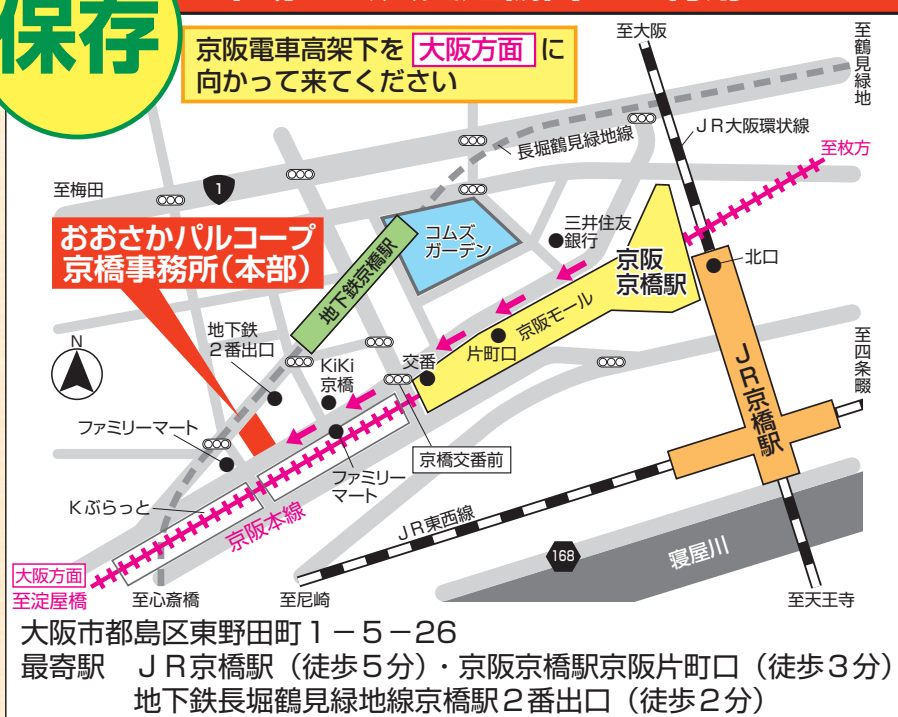 保存
京阪電車高架下を 大阪方面 に
向かって来てください
至大阪
至鶴見緑地
JR大阪環状線
長堀鶴見緑地線
至枚方
至梅田
1
おおさかパルコープ
京橋事務所(本部)
地下鉄京橋駅
コムズ
ガーデン
三井住友
銀行
京阪
京橋駅
北口
京阪モール
片町口
N
地下鉄
2番出口
KiKi
京橋
交番
JR京橋駅
至四条畷
ファミリーマート
ファミリー
マート
京橋交番前
Kぶらっと
京阪本線
JR東西線
168
寝屋川
大阪方面
至淀屋橋
至心斎橋
至尼崎
至天王寺
大阪市都島区東野田町1-5-26
最寄駅 JR京橋駅(徒歩5分)・京阪京橋駅京阪片町口(徒歩3分)
地下鉄長堀鶴見緑地線京橋駅2番出口(徒歩2分)